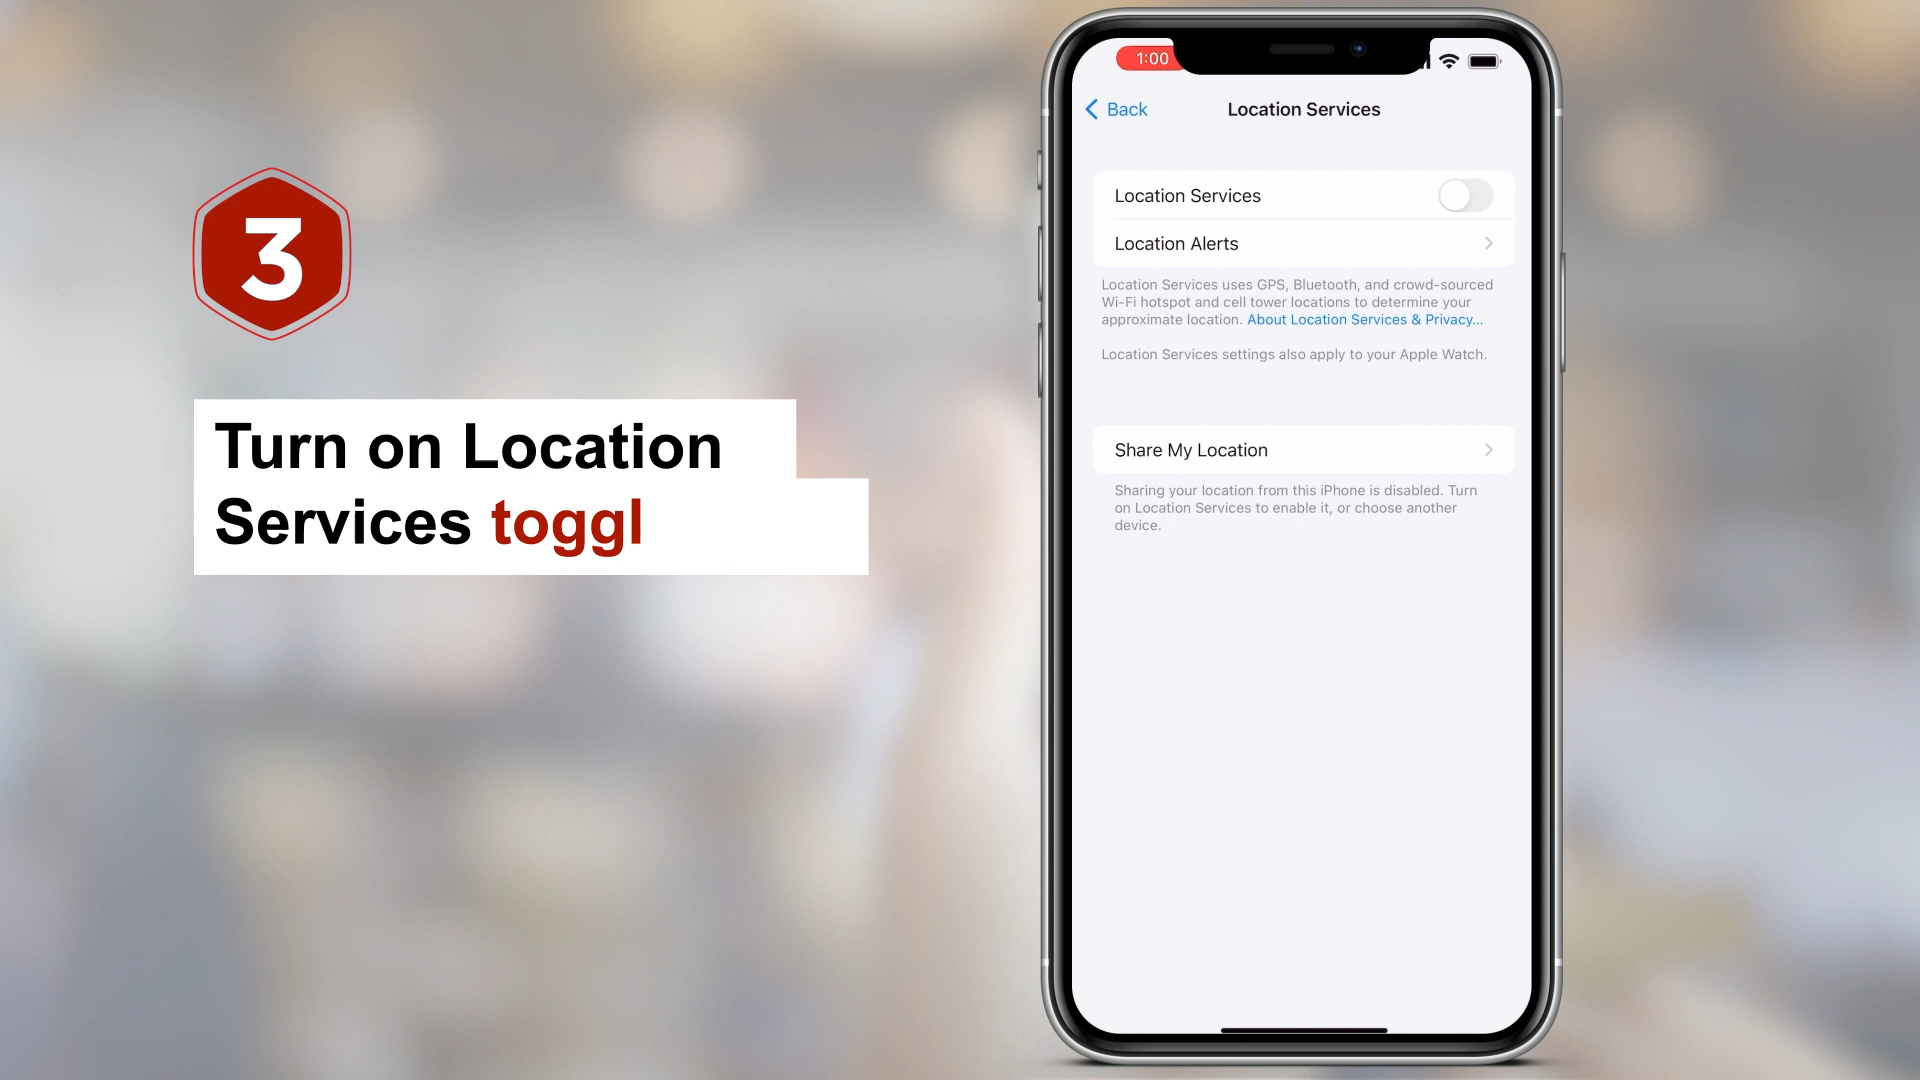 3
Turn on Location
Services toggl
1:00
Back
Location Services
Location Services
Location Alerts
Location Services uses GPS, Bluetooth, and crowd-sourced
Wi-Fi hotspot and cell tower locations to determine your
approximate location. About Location Services & Privacy...
Location Services settings also apply to your Apple Watch.
Share My Location
Sharing your location from this iPhone is disabled. Turn
on Location Services to enable it, or choose another
device.